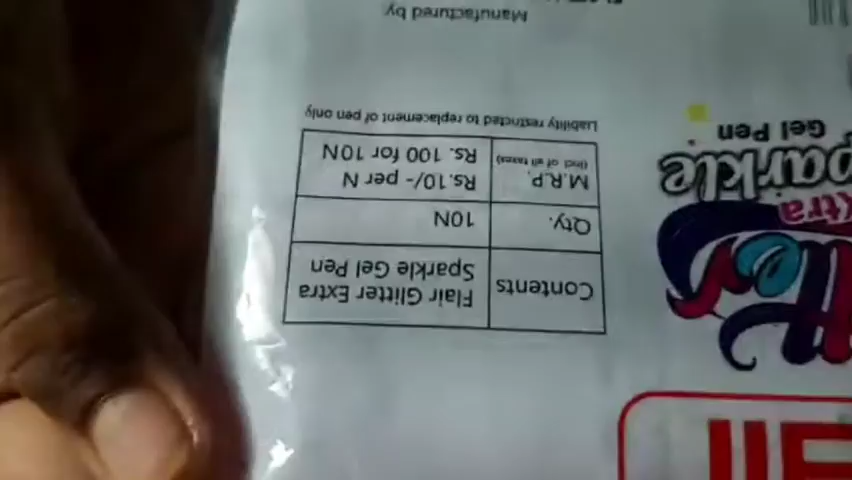 Contents
Flair Glitter Extra
Sparkle Gel Pen
Qty.
10N
M.R.P.
(Incl of all taxes)
Rs.10/- per N
Rs. 100 for 10N
Liability restricted to replacement of pen only
Manufactured by
Gel Pen